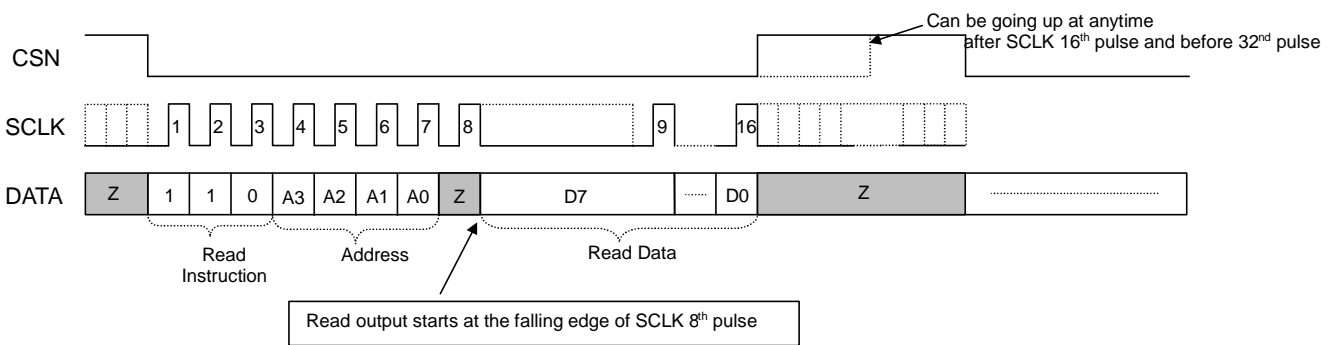 Can be going up at anytime
after SCLK 16th pulse and before 32nd pulse
CSN
SCLK 1 2 3 4 5 6 7 8 9 16
DATA Z 1 1 0 A3 A2 A1 A0 Z D7 ...... D0 Z
Read Instruction
Address
Read Data
Read output starts at the falling edge of SCLK 8th pulse